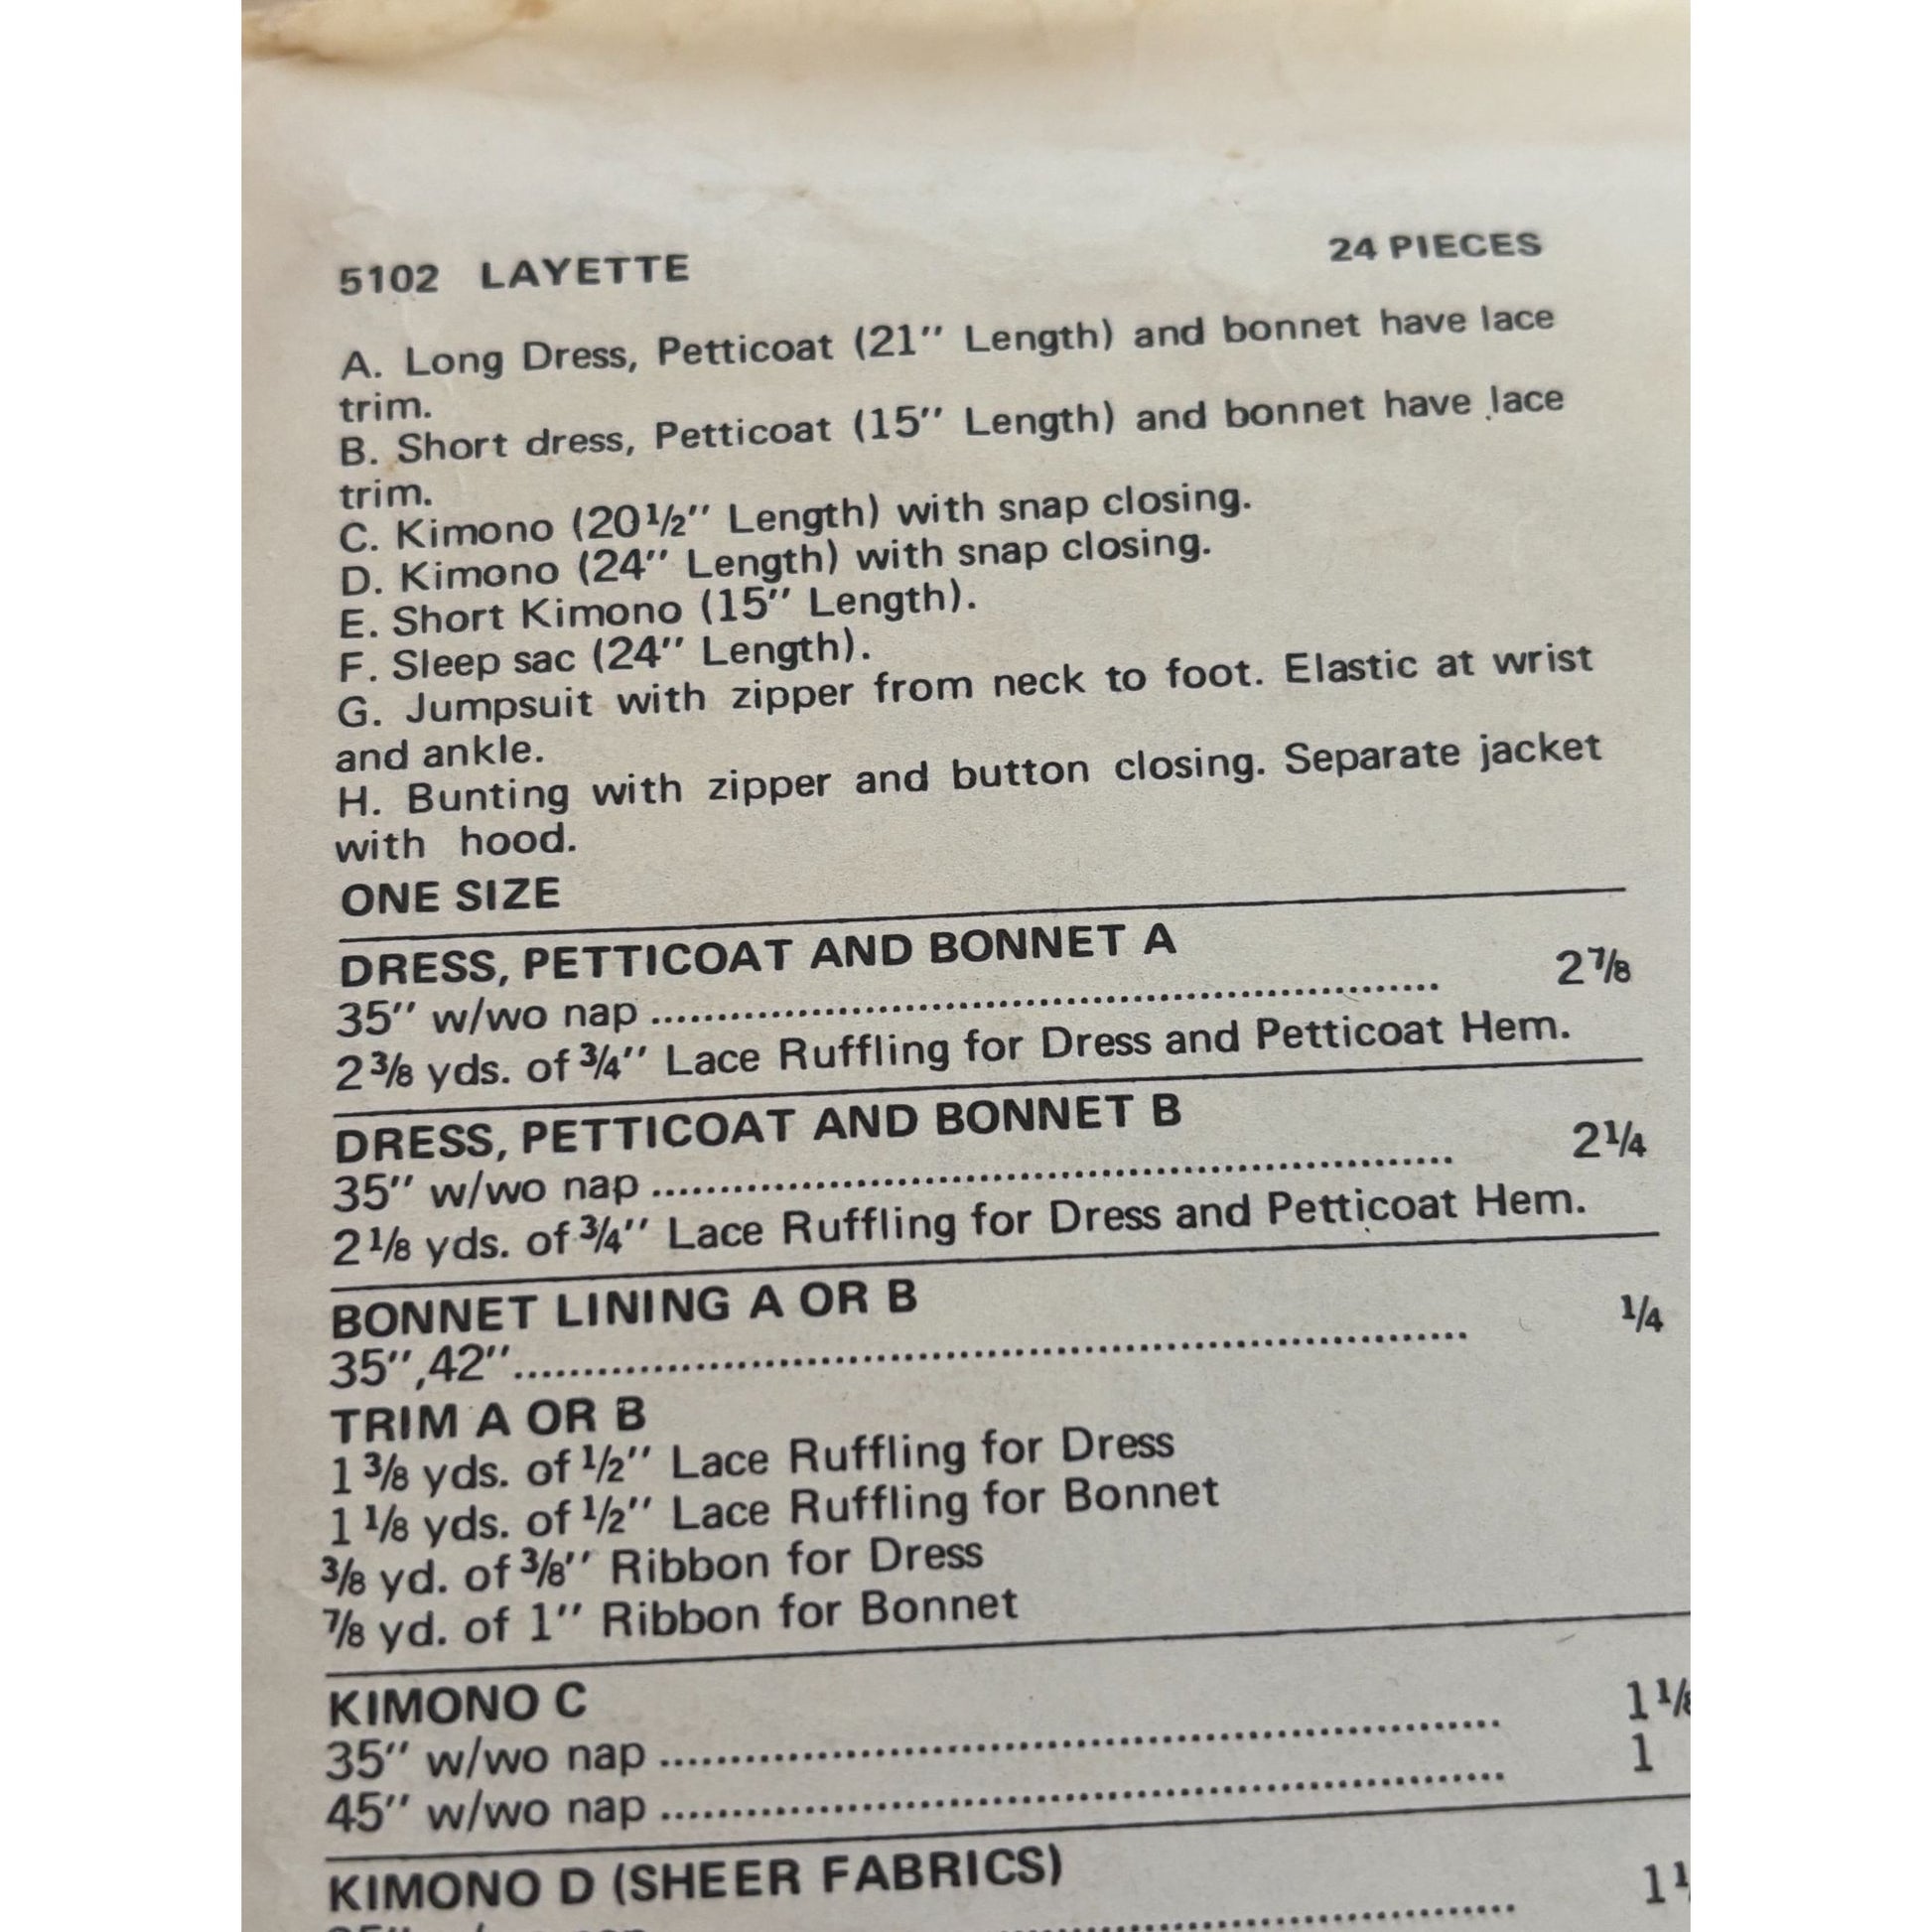 5102 LAYETTE 24 PIECES
A. Long Dress, Petticoat (21″ Length) and bonnet have lace
trim.
B. Short dress, Petticoat (15″ Length) and bonnet have lace
trim.
C. Kimono (20½″ Length) with snap closing.
D. Kimono (24″ Length) with snap closing.
E. Short Kimono (15″ Length).
F. Sleep sac (24″ Length).
G. Jumpsuit with zipper from neck to foot. Elastic at wrist
and ankle.
H. Bunting with zipper and button closing. Separate jacket
with hood.
ONE SIZE
DRESS, PETTICOAT AND BONNET A
35″ w/wo nap ........................................ 2⅞
2⅜ yds. of ¾″ Lace Ruffling for Dress and Petticoat Hem.
DRESS, PETTICOAT AND BONNET B
35″ w/wo nap ........................................ 2¼
2⅛ yds. of ¾″ Lace Ruffling for Dress and Petticoat Hem.
BONNET LINING A OR B
35″,42″........................................ ¼
TRIM A OR B
1⅜ yds. of ½″ Lace Ruffling for Dress
1⅛ yds. of ½″ Lace Ruffling for Bonnet
⅜ yd. of ⅜″ Ribbon for Dress
⅞ yd. of 1″ Ribbon for Bonnet
KIMONO C
35″ w/wo nap ........................................ 1⅛
45″ w/wo nap ........................................ 1
KIMONO D (SHEER FABRICS)